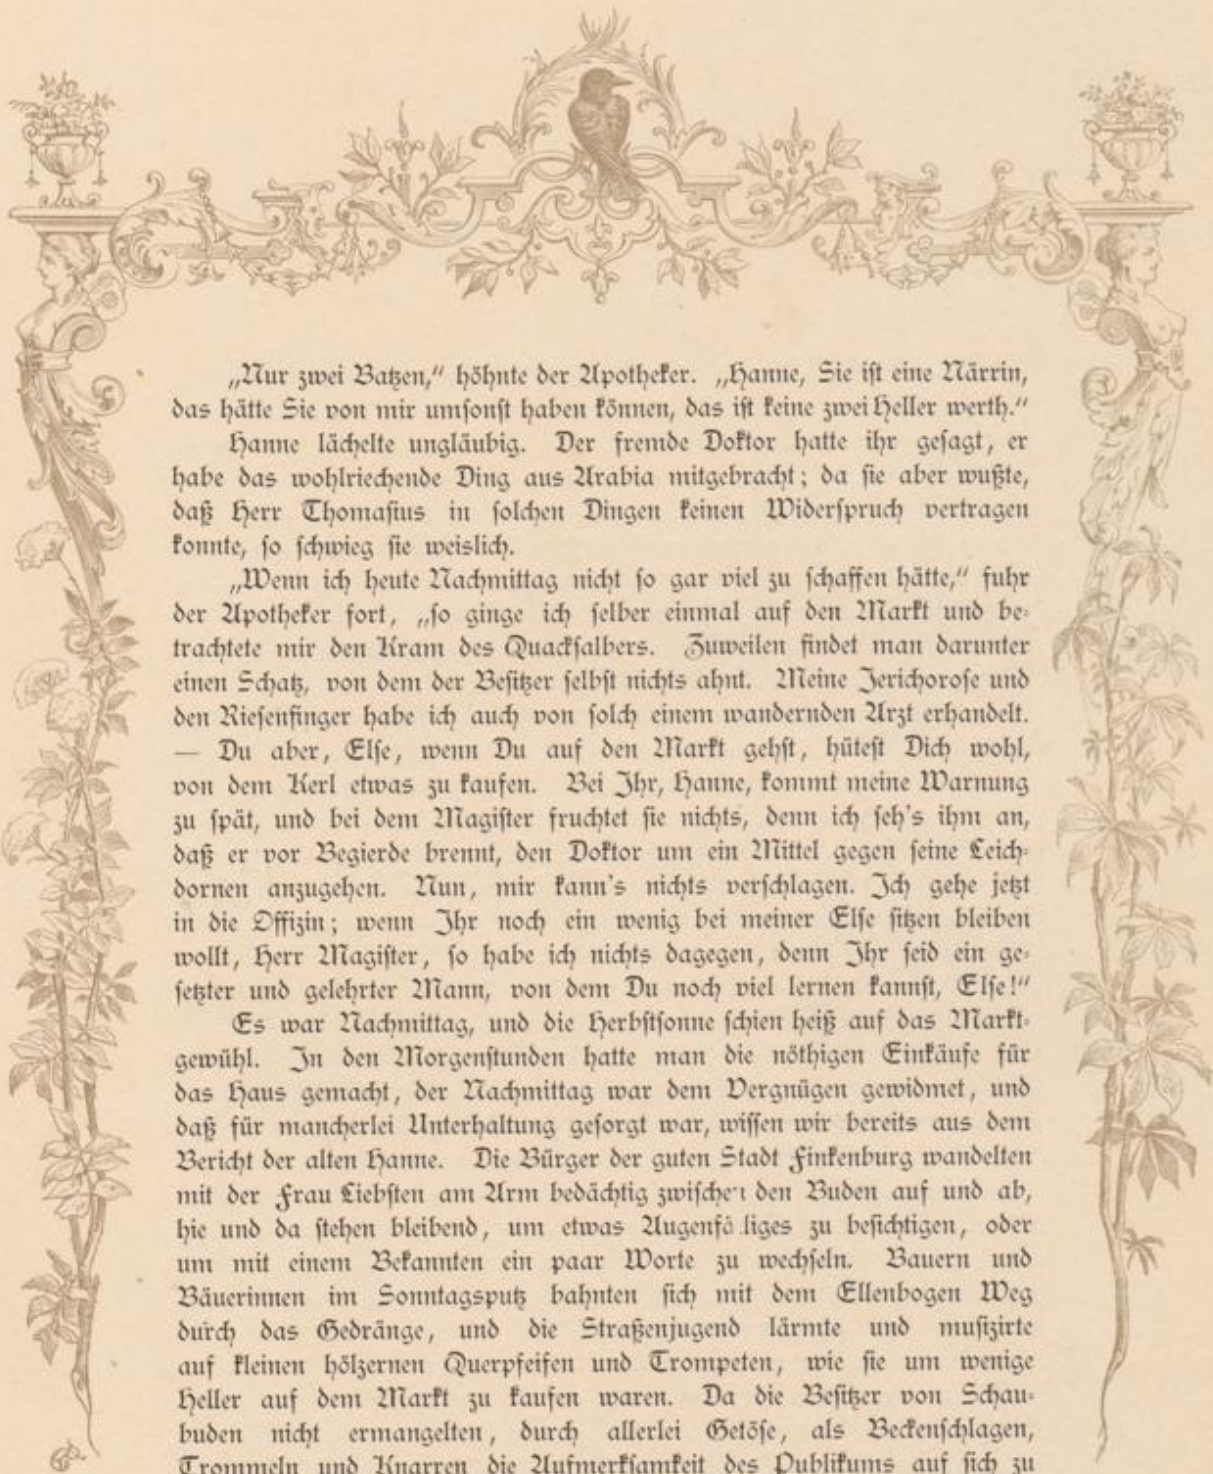 „Nur zwei Batzen,“ höhnte der Apotheker. „Hanne, Sie ist eine Närrin,
das hätte Sie von mir umsonst haben können, das ist keine zwei Heller werth.“
Hanne lächelte ungläubig. Der fremde Doktor hatte ihr gesagt, er
habe das wohlriechende Ding aus Arabia mitgebracht; da sie aber wußte,
daß Herr Thomasius in solchen Dingen keinen Widerspruch vertragen
konnte, so schwieg sie weislich.
„Wenn ich heute Nachmittag nicht so gar viel zu schaffen hätte,“ fuhr
der Apotheker fort, „so ginge ich selber einmal auf den Markt und be-
trachtete mir den Kram des Quacksalbers. Zuweilen findet man darunter
einen Schatz, von dem der Besitzer selbst nichts ahnt. Meine Jerichorose und
den Riesenfinger habe ich auch von solch einem wandernden Arzt erhandelt.
— Du aber, Else, wenn Du auf den Markt gehst, hütest Dich wohl,
von dem Kerl etwas zu kaufen. Bei Ihr, Hanne, kommt meine Warnung
zu spät, und bei dem Magister fruchtet sie nichts, denn ich seh's ihm an,
daß er vor Begierde brennt, den Doktor um ein Mittel gegen seine Leich-
dornen anzugehen. Nun, mir kann's nichts verschlagen. Ich gehe jetzt
in die Offizin; wenn Ihr noch ein wenig bei meiner Else sitzen bleiben
wollt, Herr Magister, so habe ich nichts dagegen, denn Ihr seid ein ge-
setzter und gelehrter Mann, von dem Du noch viel lernen kannst, Else!“
Es war Nachmittag, und die Herbstsonne schien heiß auf das Markt-
gewühl. In den Morgenstunden hatte man die nöthigen Einkäufe für
das Haus gemacht, der Nachmittag war dem Vergnügen gewidmet, und
daß für mancherlei Unterhaltung gesorgt war, wissen wir bereits aus dem
Bericht der alten Hanne. Die Bürger der guten Stadt Finkenburg wandelten
mit der Frau Liebsten am Arm bedächtig zwischen den Buden auf und ab,
hie und da stehen bleibend, um etwas Augenfälliges zu besichtigen, oder
um mit einem Bekannten ein paar Worte zu wechseln. Bauern und
Bäuerinnen im Sonntagsputz bahnten sich mit dem Ellenbogen Weg
durch das Gedränge, und die Straßenjugend lärmte und musizirte
auf kleinen hölzernen Querpfeifen und Trompeten, wie sie um wenige
Heller auf dem Markt zu kaufen waren. Da die Besitzer von Schau-
buden nicht ermangelten, durch allerlei Getöse, als Beckenschlagen,
Trommeln und Knarren die Aufmerksamkeit des Publikums auf sich zu